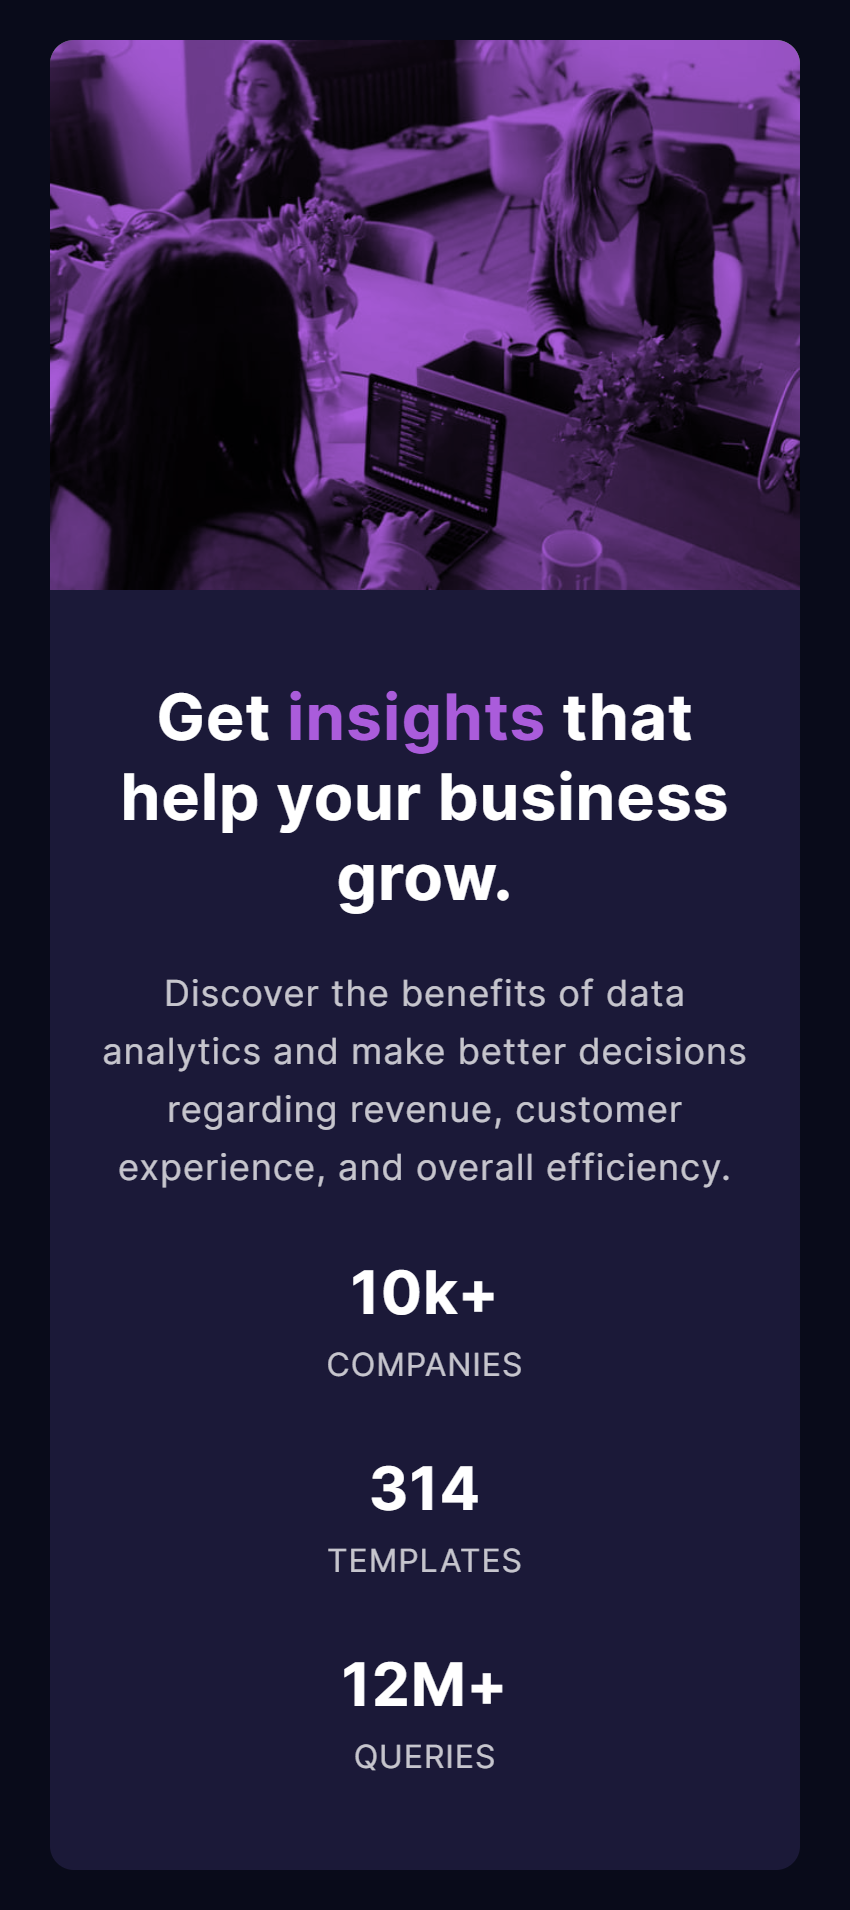 Get insights that
help your business
grow.
Discover the benefits of data
analytics and make better decisions
regarding revenue, customer
experience, and overall efficiency.
10k+
COMPANIES
314
TEMPLATES
12M+
QUERIES